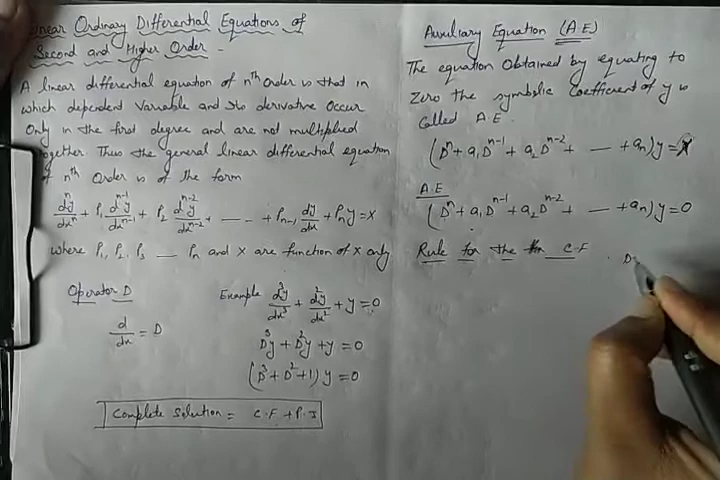 Linear Ordinary Differential Equations of
Second and Higher Order -
A linear differential equation of nth order is that in
which dependent Variable and its derivative Occur
Only in the first degree and are not multiplied
together. Thus the general linear differential equation
of nth Order is of the form
dⁿy/dxⁿ + P₁ dⁿ⁻¹y/dxⁿ⁻¹ + P₂ dⁿ⁻²y/dxⁿ⁻² + - - - + Pₙ₋₁ dy/dx + Pₙy = X
where P₁, P₂, P₃ — Pₙ and X are function of X only
Operator D
d/dx = D
Example d³y/dx³ + d²y/dx² + y = 0
D³y + D²y + y = 0
(D³ + D² + 1) y = 0
Complete Solution = C.F + P.I
Auxiliary Equation (A.E)
The equation Obtained by equating to
Zero the symbolic Coefficient of y is
Called A.E.
(Dⁿ + a₁Dⁿ⁻¹ + a₂Dⁿ⁻² + - - + aₙ)y = X
A.E
(Dⁿ + a₁Dⁿ⁻¹ + a₂Dⁿ⁻² + - - + aₙ)y = 0
Rule for the C.F
D